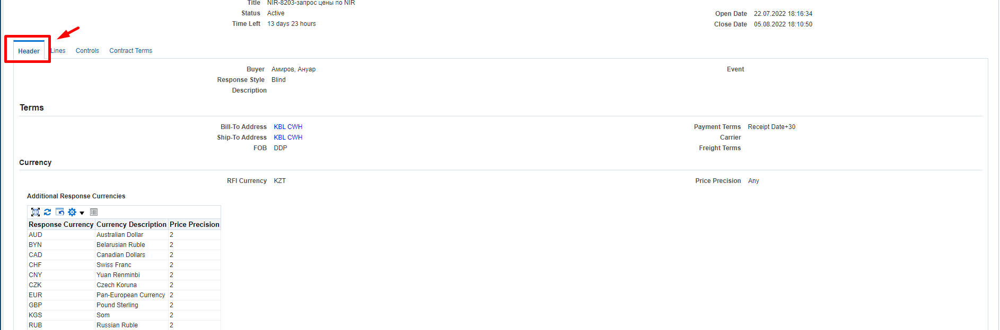 Title NIR-8203-запрос цены по NIR
Status Active
Open Date 22.07.2022 18:16:34
Time Left 13 days 23 hours
Close Date 05.08.2022 18:10:50
Header Lines Controls Contract Terms
Buyer Амиров, Ануар
Event
Response Style Blind
Description
Terms
Bill-To Address KBL CWH
Payment Terms Receipt Date+30
Ship-To Address KBL CWH
Carrier
FOB DDP
Freight Terms
Currency
RFI Currency KZT
Price Precision Any
Additional Response Currencies
Response Currency Currency Description Price Precision
AUD Australian Dollar 2
BYN Belarusian Ruble 2
CAD Canadian Dollars 2
CHF Swiss Franc 2
CNY Yuan Renminbi 2
CZK Czech Koruna 2
EUR Pan-European Currency 2
GBP Pound Sterling 2
KGS Som 2
RUB Russian Ruble 2